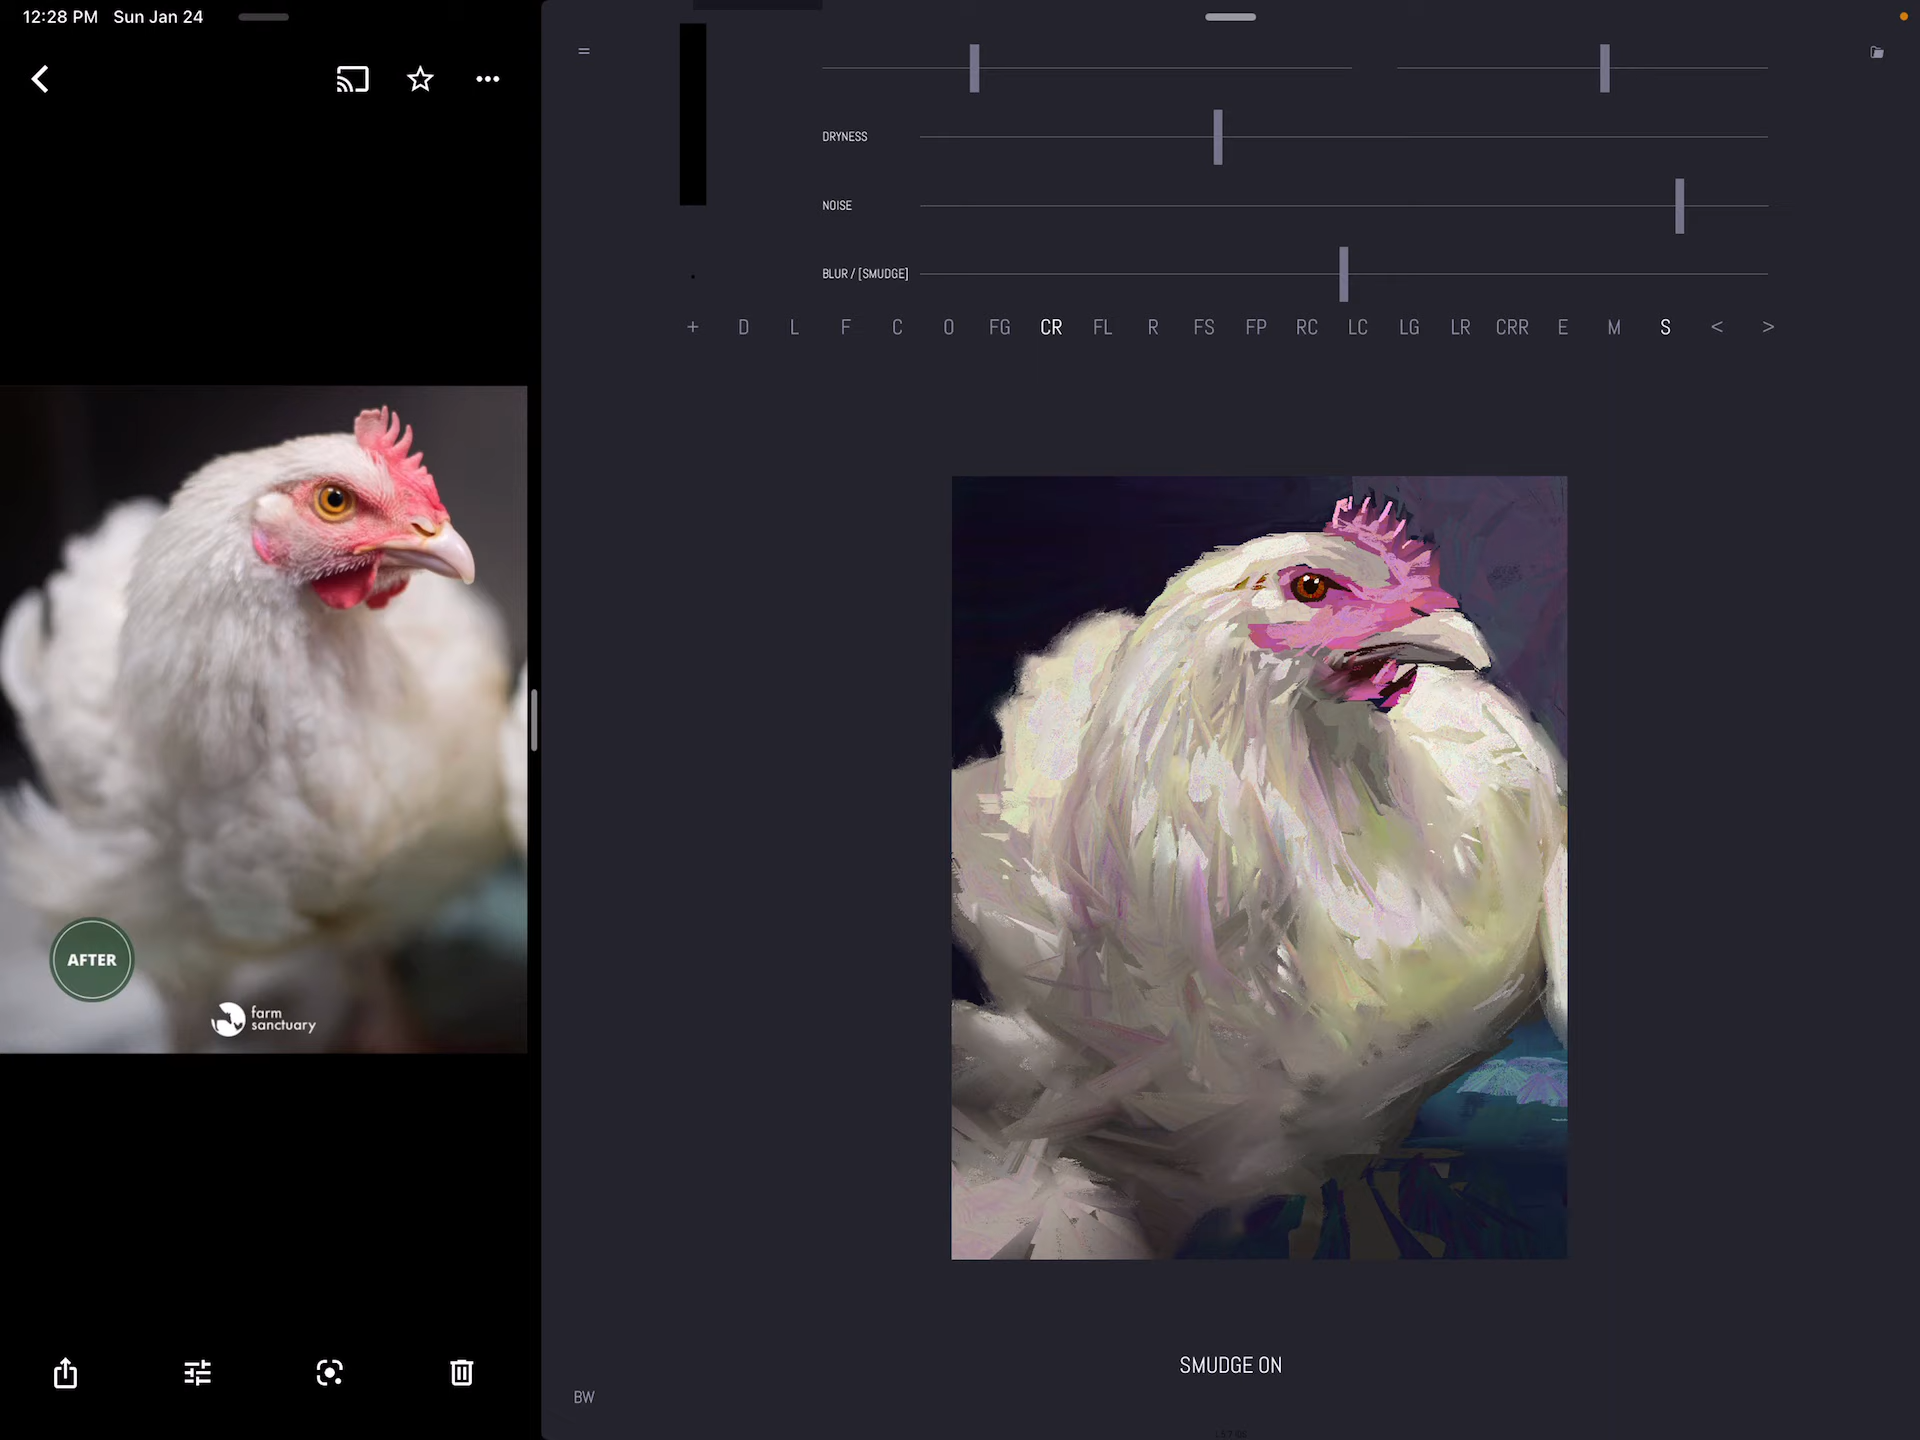 12:28 PM Sun Jan 24
AFTER
farm
sanctuary
DRYNESS
NOISE
BLUR / [SMUDGE]
+ D L F C O FG CR FL R FS FP RC LC LG LR CRR E M S < >
SMUDGE ON
BW